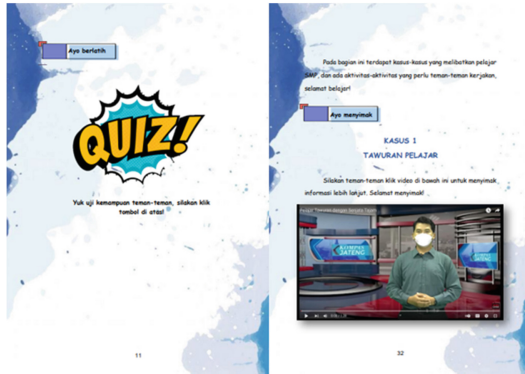 Ayo berlatih
QUIZ!
Yuk uji kemampuan teman-teman, silakan klik
tombol di atas!
11
Pada bagian ini terdapat kasus-kasus yang melibatkan pelajar
SMP, dan ada aktivitas-aktivitas yang perlu teman-teman kerjakan,
selamat belajar!
Ayo menyimak
KASUS 1
TAWURAN PELAJAR
Silakan teman-teman klik video di bawah ini untuk menyimak
informasi lebih lanjut. Selamat menyimak!
KOMPAS
JATENG
32